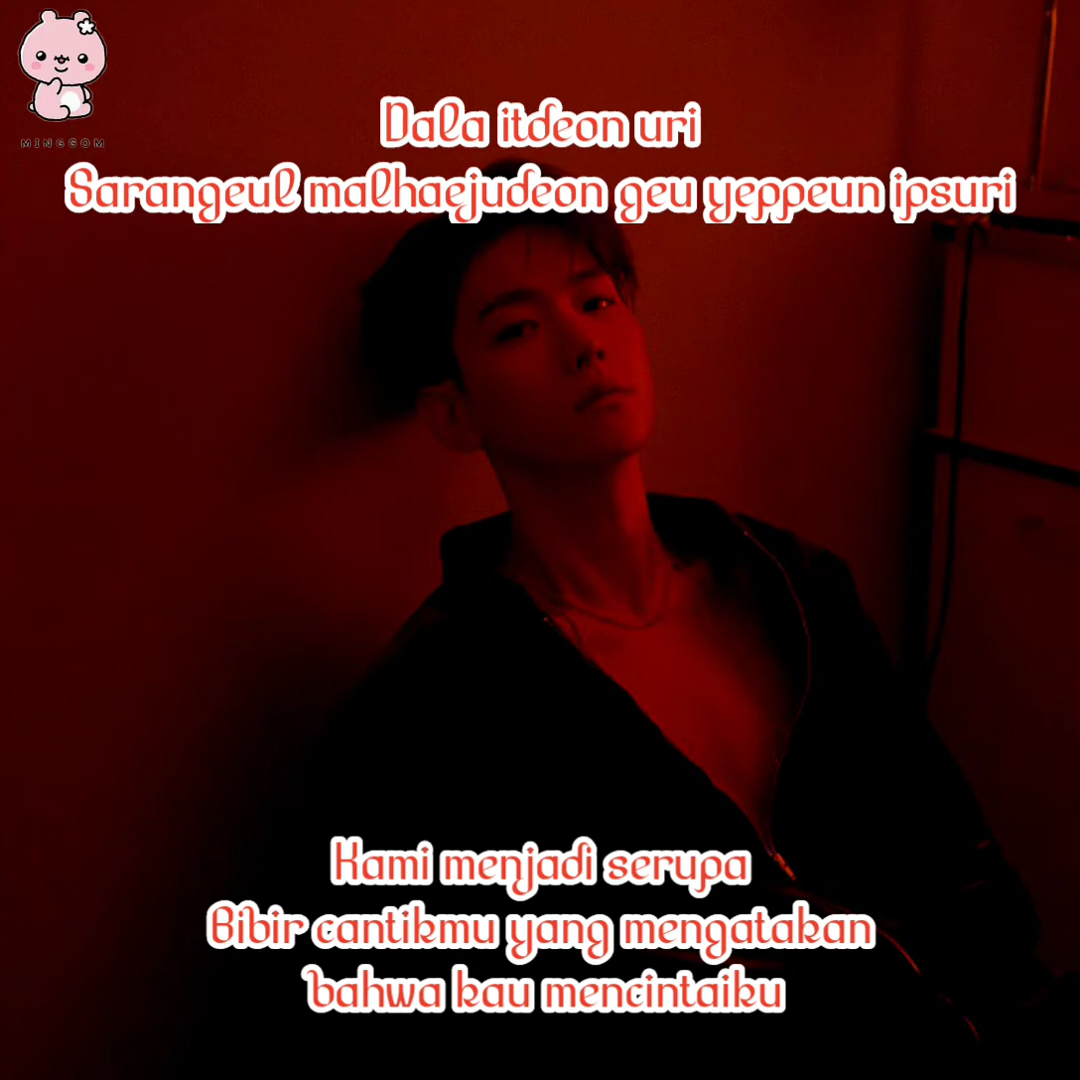 MINGGOM
Dala itdeon uri
Sarangeul malhaejudeon geu yeppeun ipsuri
Kami menjadi serupa
Bibir cantikmu yang mengatakan
bahwa kau mencintaiku